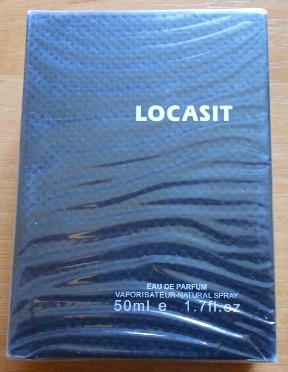 LOCASIT
EAU DE PARFUM
VAPORISATEUR-NATURAL SPRAY
50ml e 1.7fl.oz